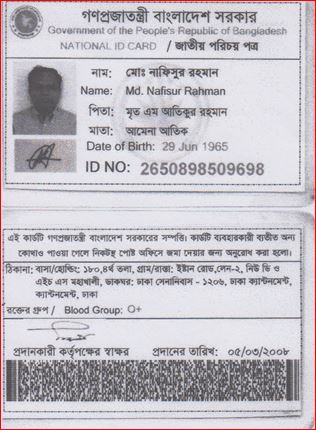 গণপ্রজাতন্ত্রী বাংলাদেশ সরকার
Government of the People's Republic of Bangladesh
NATIONAL ID CARD / জাতীয় পরিচয় পত্র
নাম: মোঃ নাফিসুর রহমান
Name: Md. Nafisur Rahman
পিতা: মৃত এম আতিকুর রহমান
মাতা: আমেনা আতিক
Date of Birth: 29 Jun 1965
ID NO: 2650898509698
এই কার্ডটি গণপ্রজাতন্ত্রী বাংলাদেশ সরকারের সম্পত্তি। কার্ডটি ব্যবহারকারী ব্যতীত অন্য
কোথাও পাওয়া গেলে নিকটস্থ পোষ্ট অফিসে জমা দেয়ার জন্য অনুরোধ করা হলো।
ঠিকানা: বাসা/হোল্ডিং: ১৮০,৪র্থ তলা, গ্রাম/রাস্তা: ইষ্টান রোড,লেন-২, নিউ ডি ও
এইচ এস মহাখালী, ডাকঘর: ঢাকা সেনানিবাস - ১২০৬, ঢাকা ক্যান্টনমেন্ট,
ক্যান্টনমেন্ট, ঢাকা
রক্তের গ্রুপ / Blood Group: O+
প্রদানকারী কর্তৃপক্ষের স্বাক্ষর প্রদানের তারিখ: ০৫/০৩/২০০৮